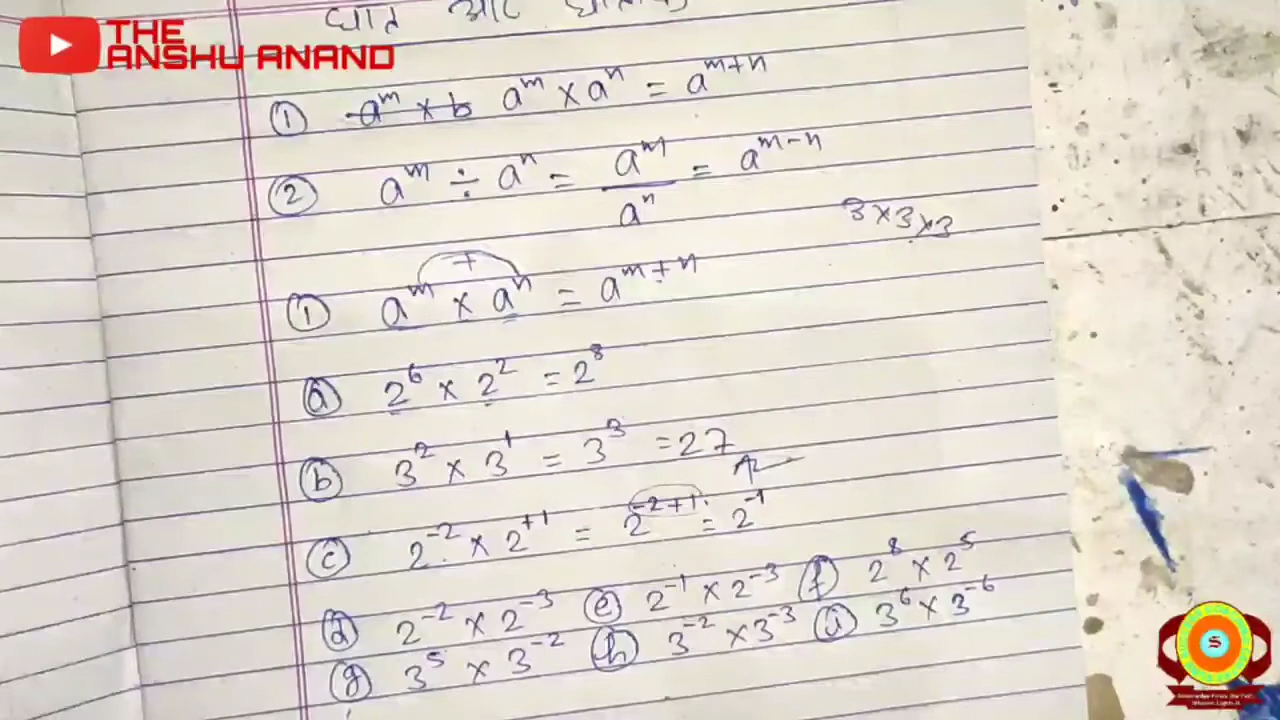 THE
ANSHU ANAND
घात और घातांक
① a^m × b a^m × a^n = a^{m+n}
② a^m ÷ a^n = a^m / a^n = a^{m-n}
3 × 3 × 3
+
① a^m × a^n = a^{m+n}
ⓐ 2^6 × 2^2 = 2^8
ⓑ 3^2 × 3^1 = 3^3 = 27
ⓒ 2^{-2} × 2^{+1} = 2^{-2+1} = 2^{-1}
ⓓ 2^{-2} × 2^{-3} ⓔ 2^{-1} × 2^{-3} ⓕ 2^8 × 2^5
ⓖ 3^5 × 3^{-2} ⓗ 3^{-2} × 3^{-3} ⓘ 3^6 × 3^{-6}
S